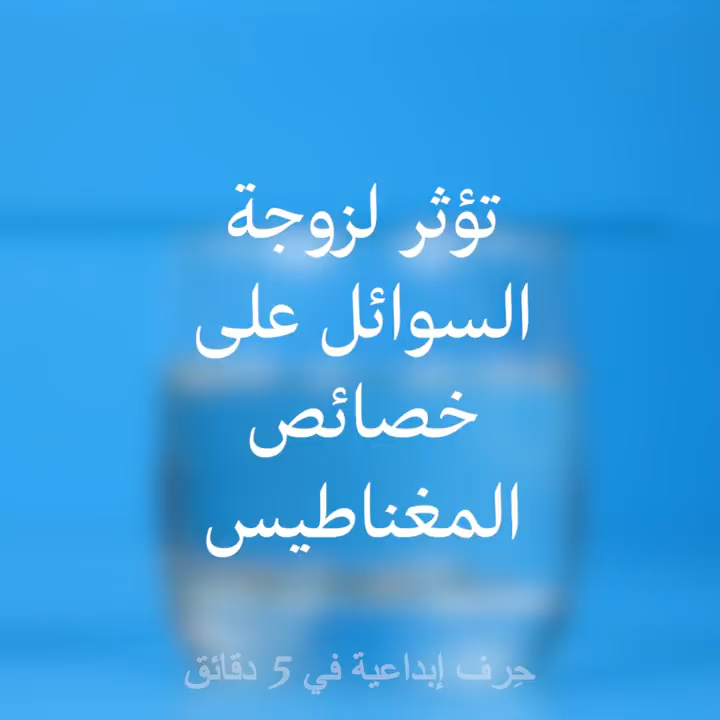 تؤثر لزوجة
السوائل على
خصائص
المغناطيس
حِرف إبداعية في 5 دقائق